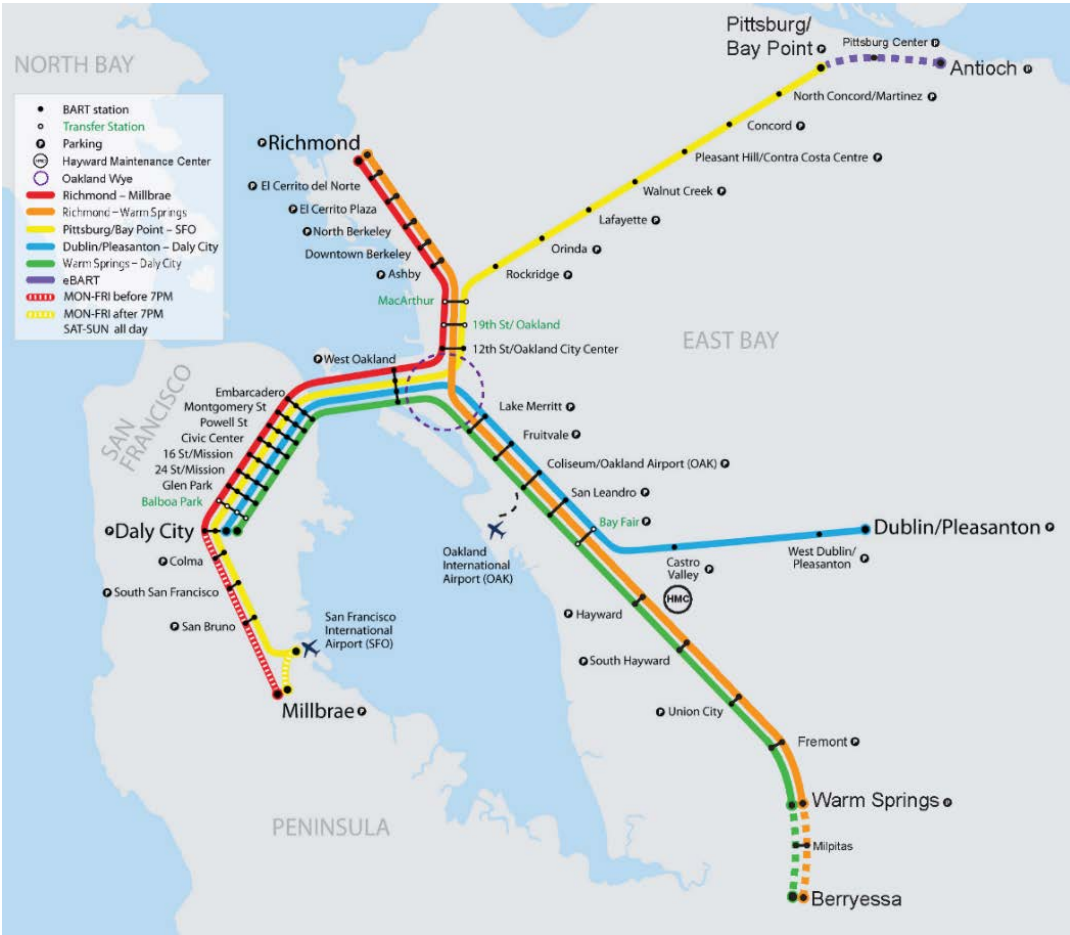 NORTH BAY
BART station
Transfer Station
P Parking
HMC Hayward Maintenance Center
Oakland Wye
Richmond – Millbrae
Richmond – Warm Springs
Pittsburg/Bay Point – SFO
Dublin/Pleasanton – Daly City
Warm Springs – Daly City
eBART
MON-FRI before 7PM
MON-FRI after 7PM
SAT-SUN all day
Pittsburg/
Bay Point P
Pittsburg Center P
Antioch P
North Concord/Martinez P
Concord P
Pleasant Hill/Contra Costa Centre P
Walnut Creek P
Lafayette P
Orinda P
Rockridge P
P Richmond
P El Cerrito del Norte
P El Cerrito Plaza
P North Berkeley
Downtown Berkeley
P Ashby
MacArthur
19th St/ Oakland
12th St/Oakland City Center
EAST BAY
P West Oakland
SAN
FRANCISCO
Embarcadero
Montgomery St
Powell St
Civic Center
16 St/Mission
24 St/Mission
Glen Park
Balboa Park
P Daly City
P Colma
P South San Francisco
P San Bruno
San Francisco
International
Airport (SFO)
Millbrae P
Lake Merritt P
Fruitvale P
Coliseum/Oakland Airport (OAK) P
San Leandro P
Bay Fair P
Oakland
International
Airport (OAK)
Castro
Valley P
HMC
West Dublin/
Pleasanton P
Dublin/Pleasanton P
P Hayward
P South Hayward
P Union City
Fremont P
Warm Springs P
Milpitas
Berryessa
PENINSULA